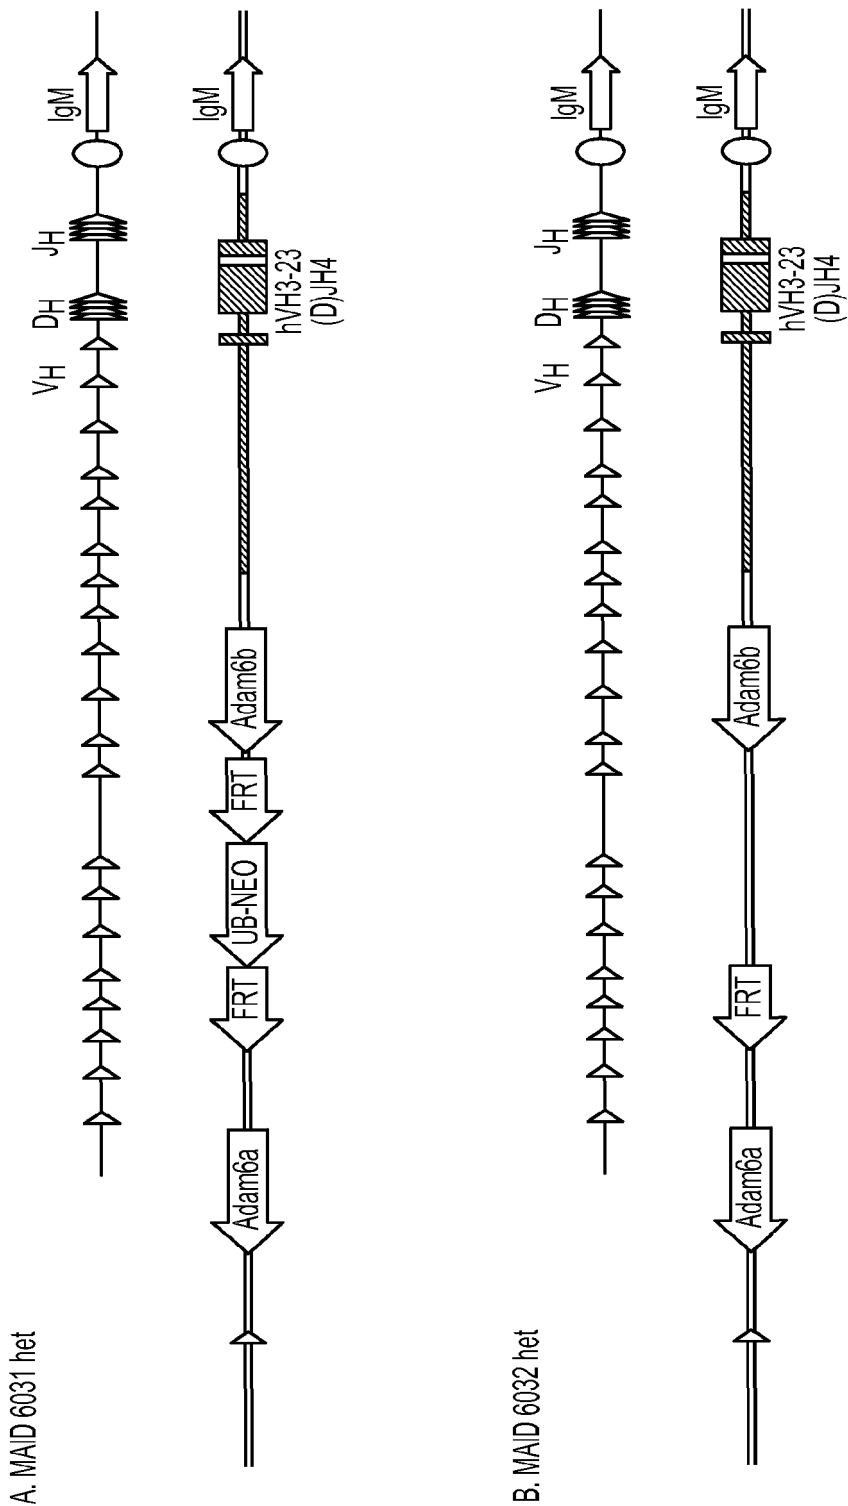 A. MAID 6031 het
VH
DH
JH
IgM
Adam6a
FRT
UB-NEO
FRT
Adam6b
hVH3-23
(D)JH4
IgM
B. MAID 6032 het
VH
DH
JH
IgM
Adam6a
FRT
Adam6b
hVH3-23
(D)JH4
IgM